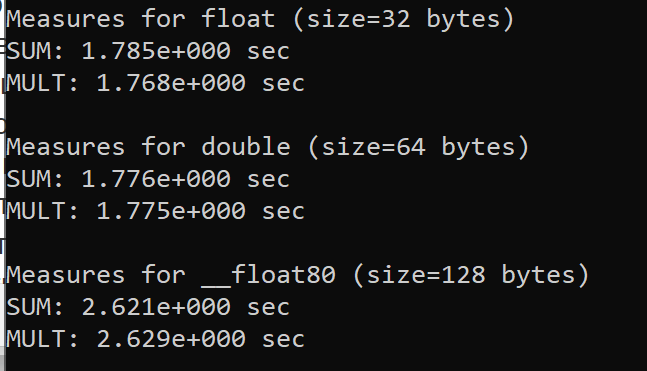 Measures for float (size=32 bytes)
SUM: 1.785e+000 sec
MULT: 1.768e+000 sec
Measures for double (size=64 bytes)
SUM: 1.776e+000 sec
MULT: 1.775e+000 sec
Measures for __float80 (size=128 bytes)
SUM: 2.621e+000 sec
MULT: 2.629e+000 sec